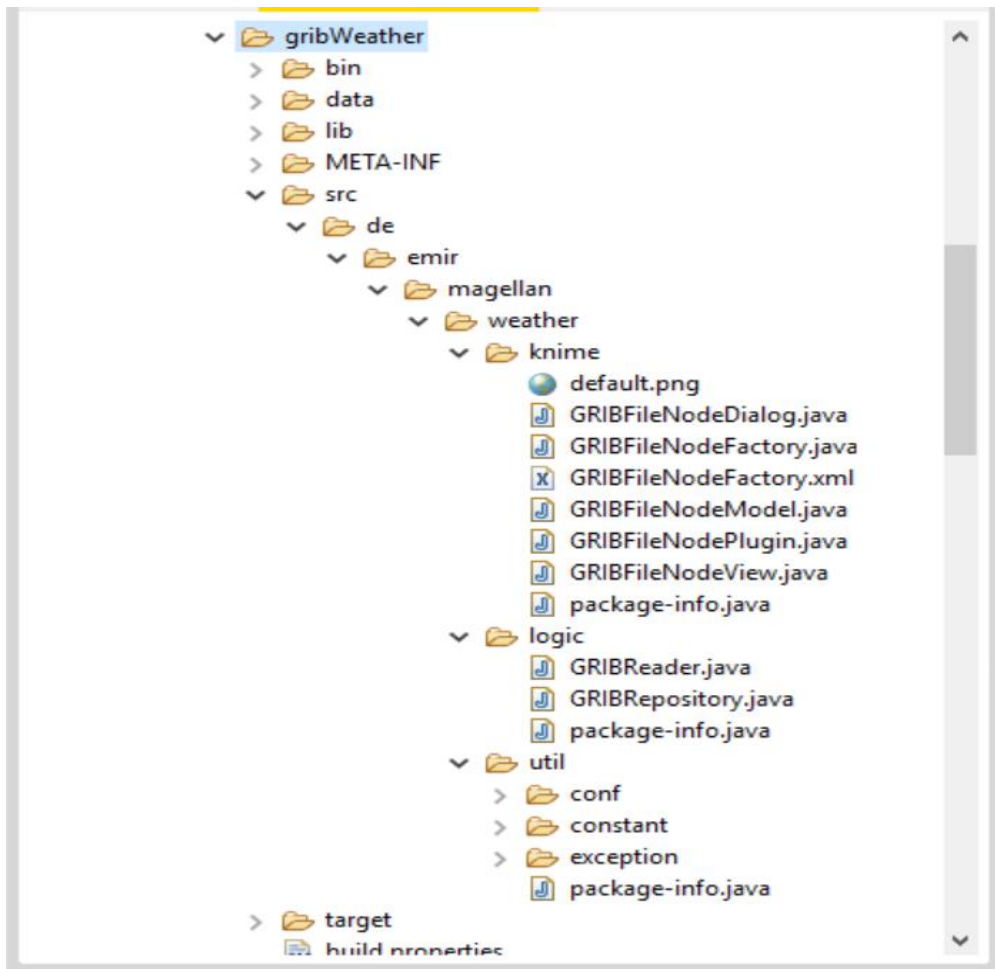 gribWeather
bin
data
lib
META-INF
src
de
emir
magellan
weather
knime
default.png
GRIBFileNodeDialog.java
GRIBFileNodeFactory.java
GRIBFileNodeFactory.xml
GRIBFileNodeModel.java
GRIBFileNodePlugin.java
GRIBFileNodeView.java
package-info.java
logic
GRIBReader.java
GRIBRepository.java
package-info.java
util
conf
constant
exception
package-info.java
target
build.properties